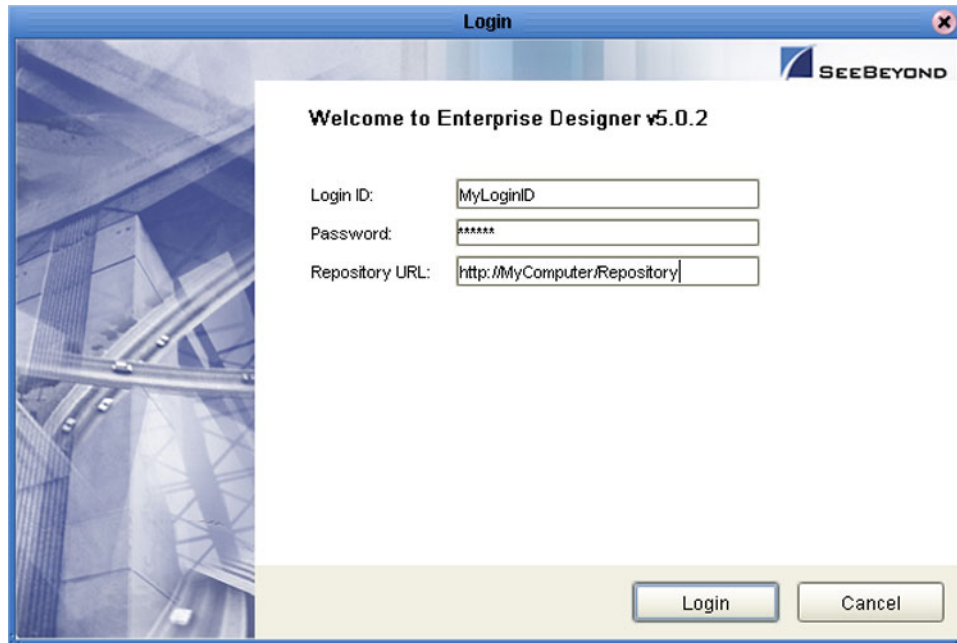 Login
SEEBEYOND
Welcome to Enterprise Designer v5.0.2
Login ID: MyLoginID
Password: ******
Repository URL: http://MyComputer/Repository
Login Cancel